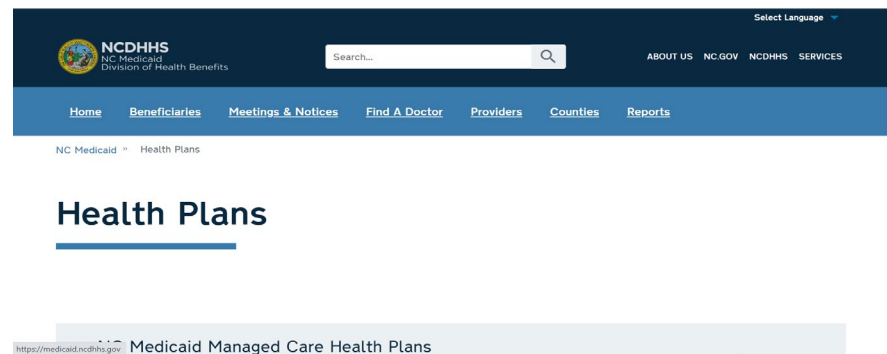 Select Language
NCDHHS
NC Medicaid
Division of Health Benefits
Search...
ABOUT US NC.GOV NCDHHS SERVICES
Home Beneficiaries Meetings & Notices Find A Doctor Providers Counties Reports
NC Medicaid » Health Plans
Health Plans
NC Medicaid Managed Care Health Plans
https://medicaid.ncdhhs.gov